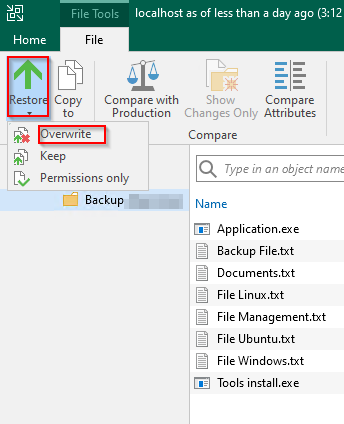 File Tools
localhost as of less than a day ago (3:12
Home
File
Restore
Copy to
Compare with Production
Show Changes Only
Compare Attributes
Compare
Overwrite
Keep
Permissions only
Backup
Type in an object name
Name
Application.exe
Backup File.txt
Documents.txt
File Linux.txt
File Management.txt
File Ubuntu.txt
File Windows.txt
Tools install.exe